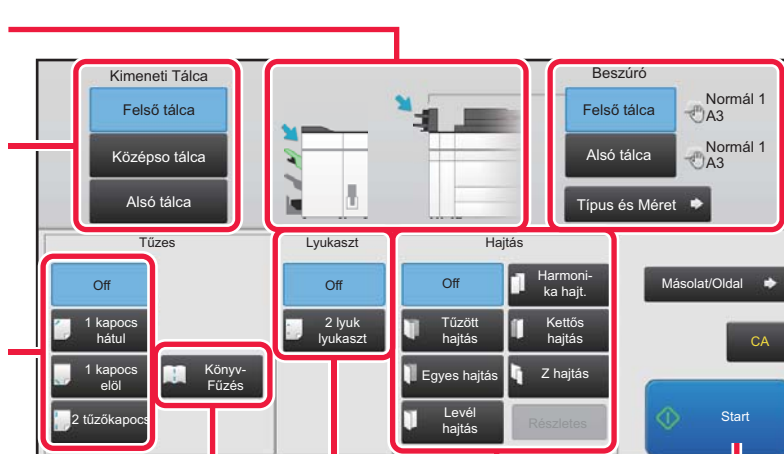 Kimeneti Tálca
Felső tálca
Középso tálca
Alsó tálca
Beszúró
Felső tálca
Normál 1
A3
Alsó tálca
Normál 1
A3
Típus és Méret
Tűzes
Off
1 kapocs
hátul
1 kapocs
elöl
2 tűzőkapocs
Könyv-
Fűzés
Lyukaszt
Off
2 lyuk
lyukaszt
Hajtás
Off
Harmoni-
ka hajt.
Tűzött
hajtás
Kettős
hajtás
Egyes hajtás
Z hajtás
Levél
hajtás
Részletes
Másolat/Oldal
CA
Start